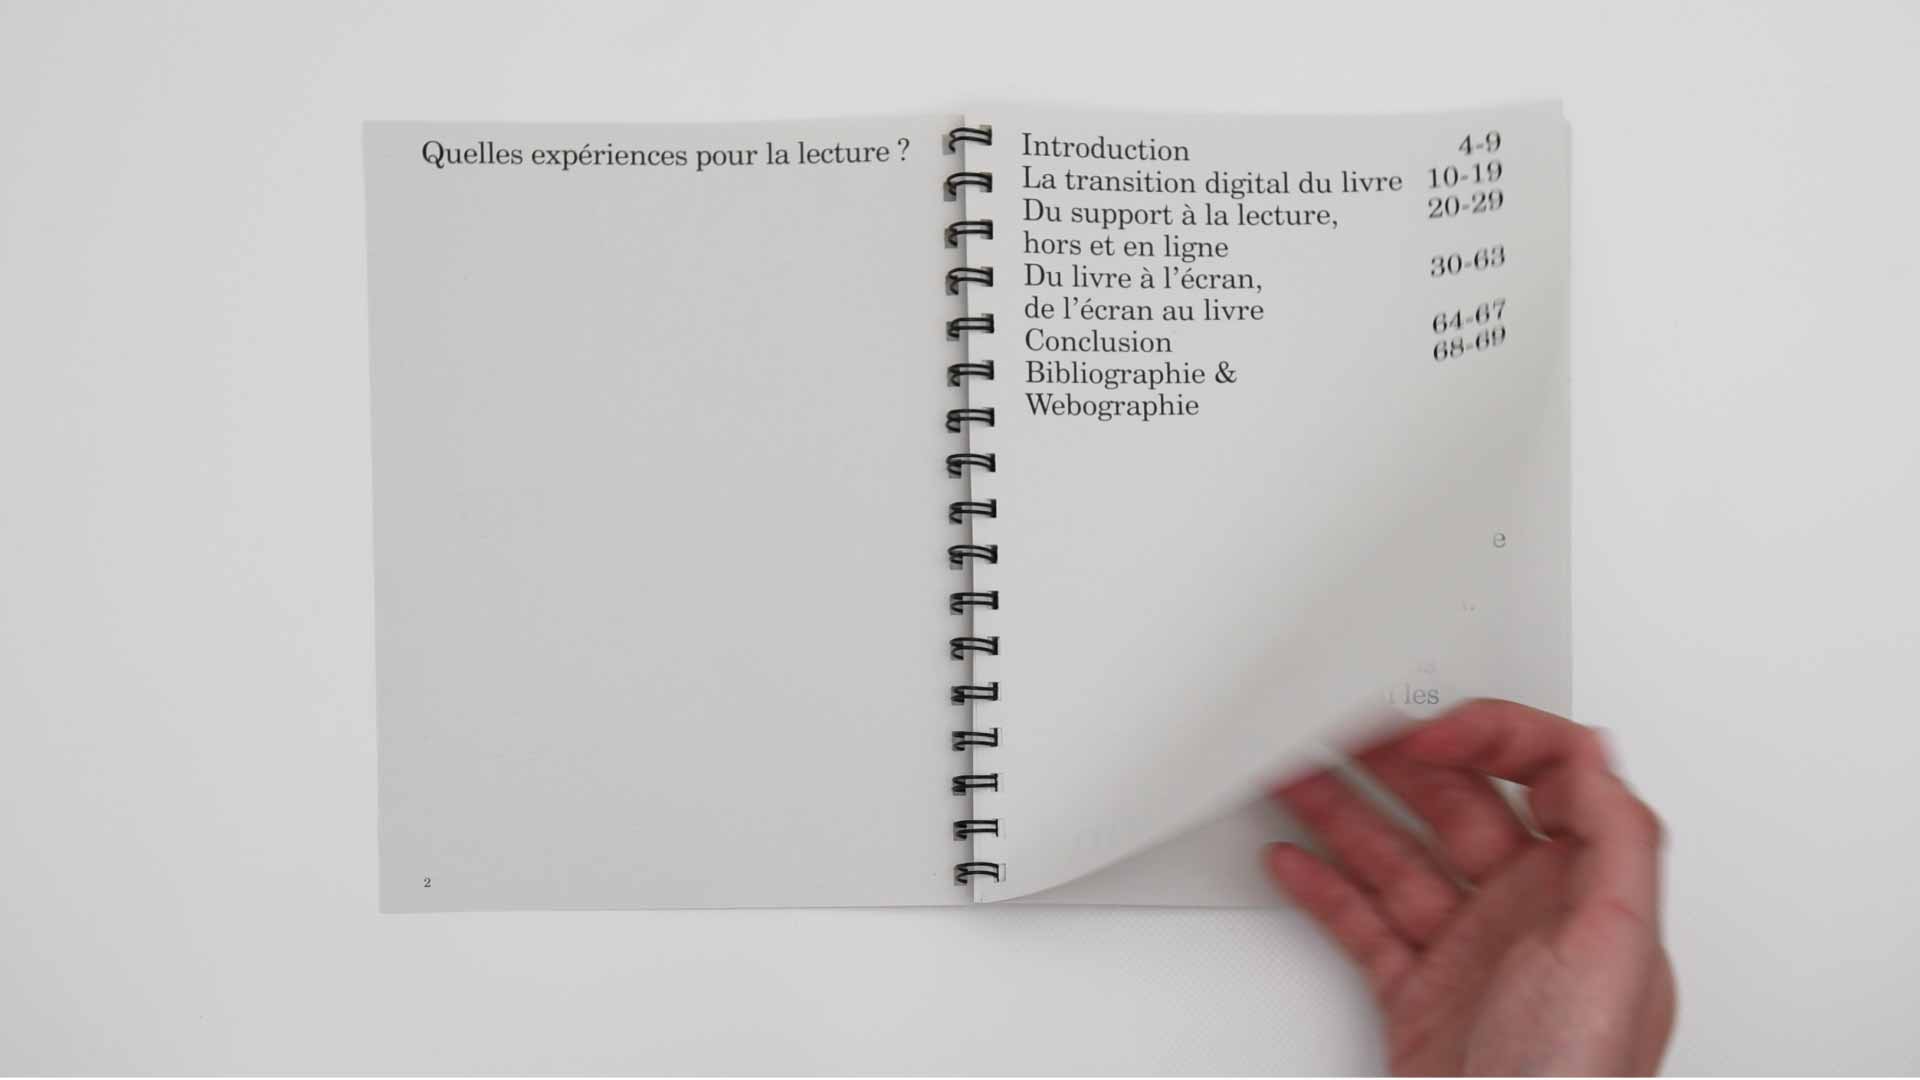 Quelles expériences pour la lecture ?
2
Introduction 4-9
La transition digital du livre 10-19
Du support à la lecture, 20-29
hors et en ligne
Du livre à l'écran, 30-63
de l'écran au livre
Conclusion 64-67
Bibliographie & 68-69
Webographie
e
les